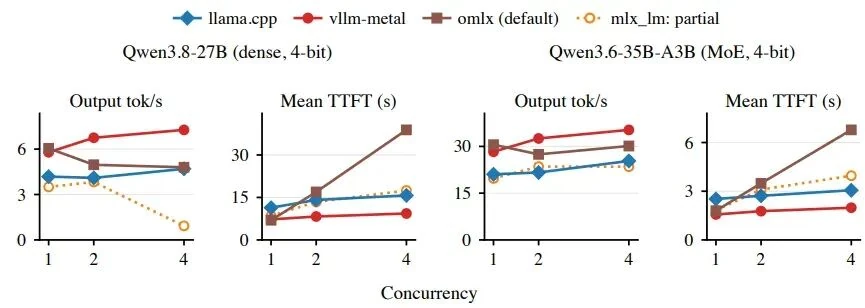 llama.cpp vllm-metal omlx (default) mlx_lm: partial
Qwen3.8-27B (dense, 4-bit) Qwen3.6-35B-A3B (MoE, 4-bit)
Output tok/s Mean TTFT (s) Output tok/s Mean TTFT (s)
6 3 0
30 15 0
30 15 0
6 3 0
1 2 4 1 2 4 1 2 4 1 2 4
Concurrency